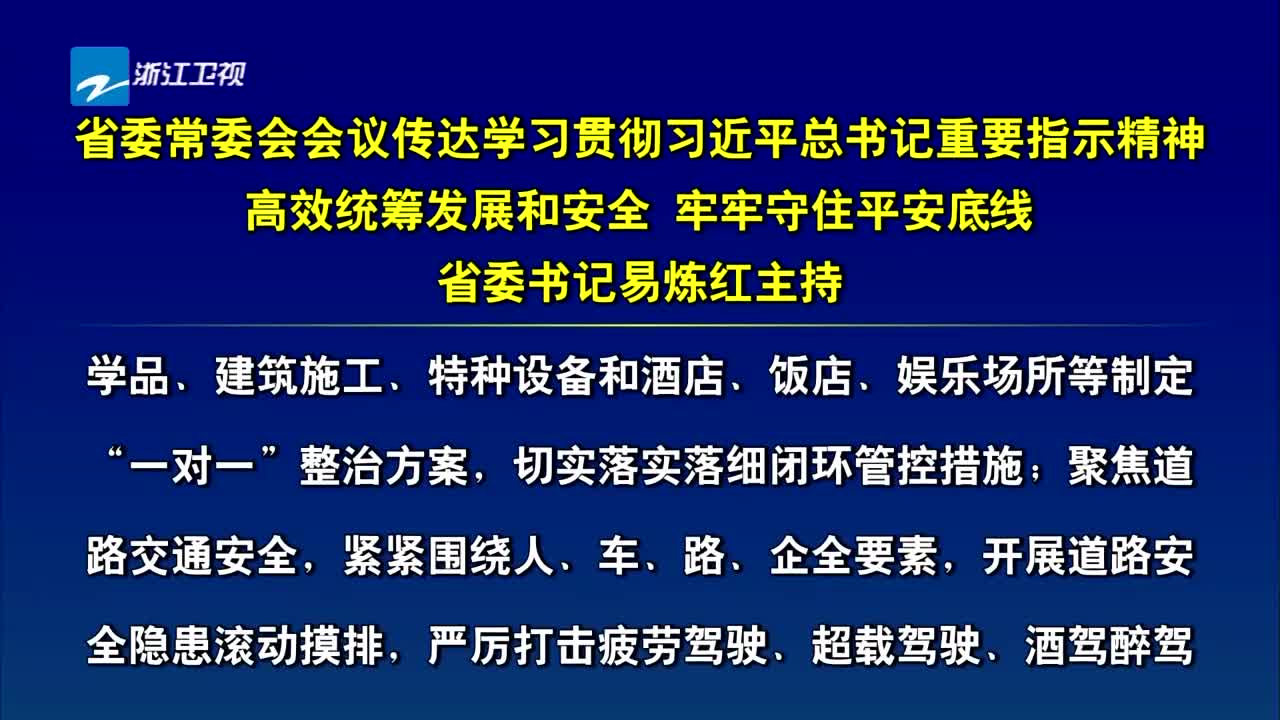 浙江卫视
省委常委会会议传达学习贯彻习近平总书记重要指示精神
高效统筹发展和安全 牢牢守住平安底线
省委书记易炼红主持
学品、建筑施工、特种设备和酒店、饭店、娱乐场所等制定
“一对一”整治方案，切实落实落细闭环管控措施；聚焦道
路交通安全，紧紧围绕人、车、路、企全要素，开展道路安
全隐患滚动摸排，严厉打击疲劳驾驶、超载驾驶、酒驾醉驾